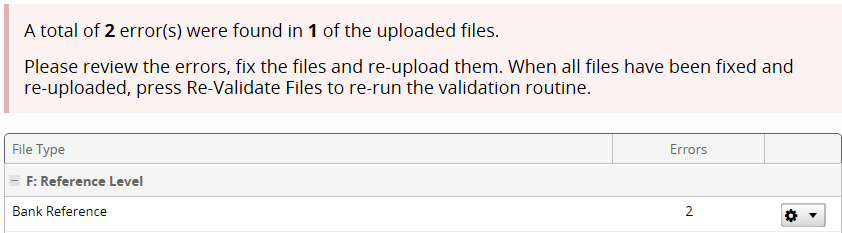 A total of 2 error(s) were found in 1 of the uploaded files.
Please review the errors, fix the files and re-upload them. When all files have been fixed and
re-uploaded, press Re-Validate Files to re-run the validation routine.
File Type Errors
F: Reference Level
Bank Reference 2